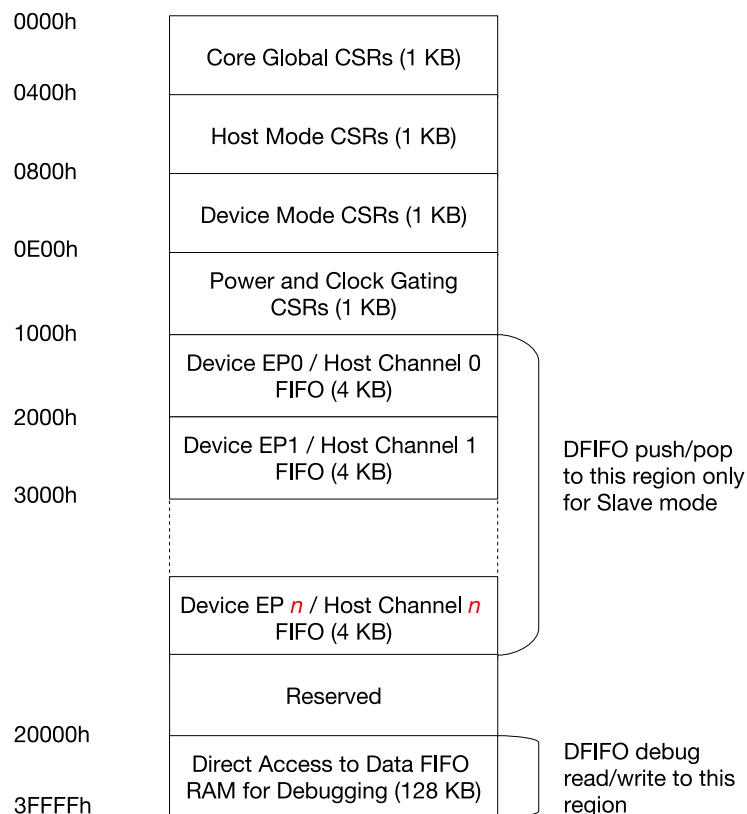 0000h
Core Global CSRs (1 KB)
0400h
Host Mode CSRs (1 KB)
0800h
Device Mode CSRs (1 KB)
0E00h
Power and Clock Gating
CSRs (1 KB)
1000h
Device EP0 / Host Channel 0
FIFO (4 KB)
2000h
Device EP1 / Host Channel 1
FIFO (4 KB)
3000h
DFIFO push/pop
to this region only
for Slave mode
Device EP n / Host Channel n
FIFO (4 KB)
Reserved
20000h
Direct Access to Data FIFO
RAM for Debugging (128 KB)
3FFFFh
DFIFO debug
read/write to this
region